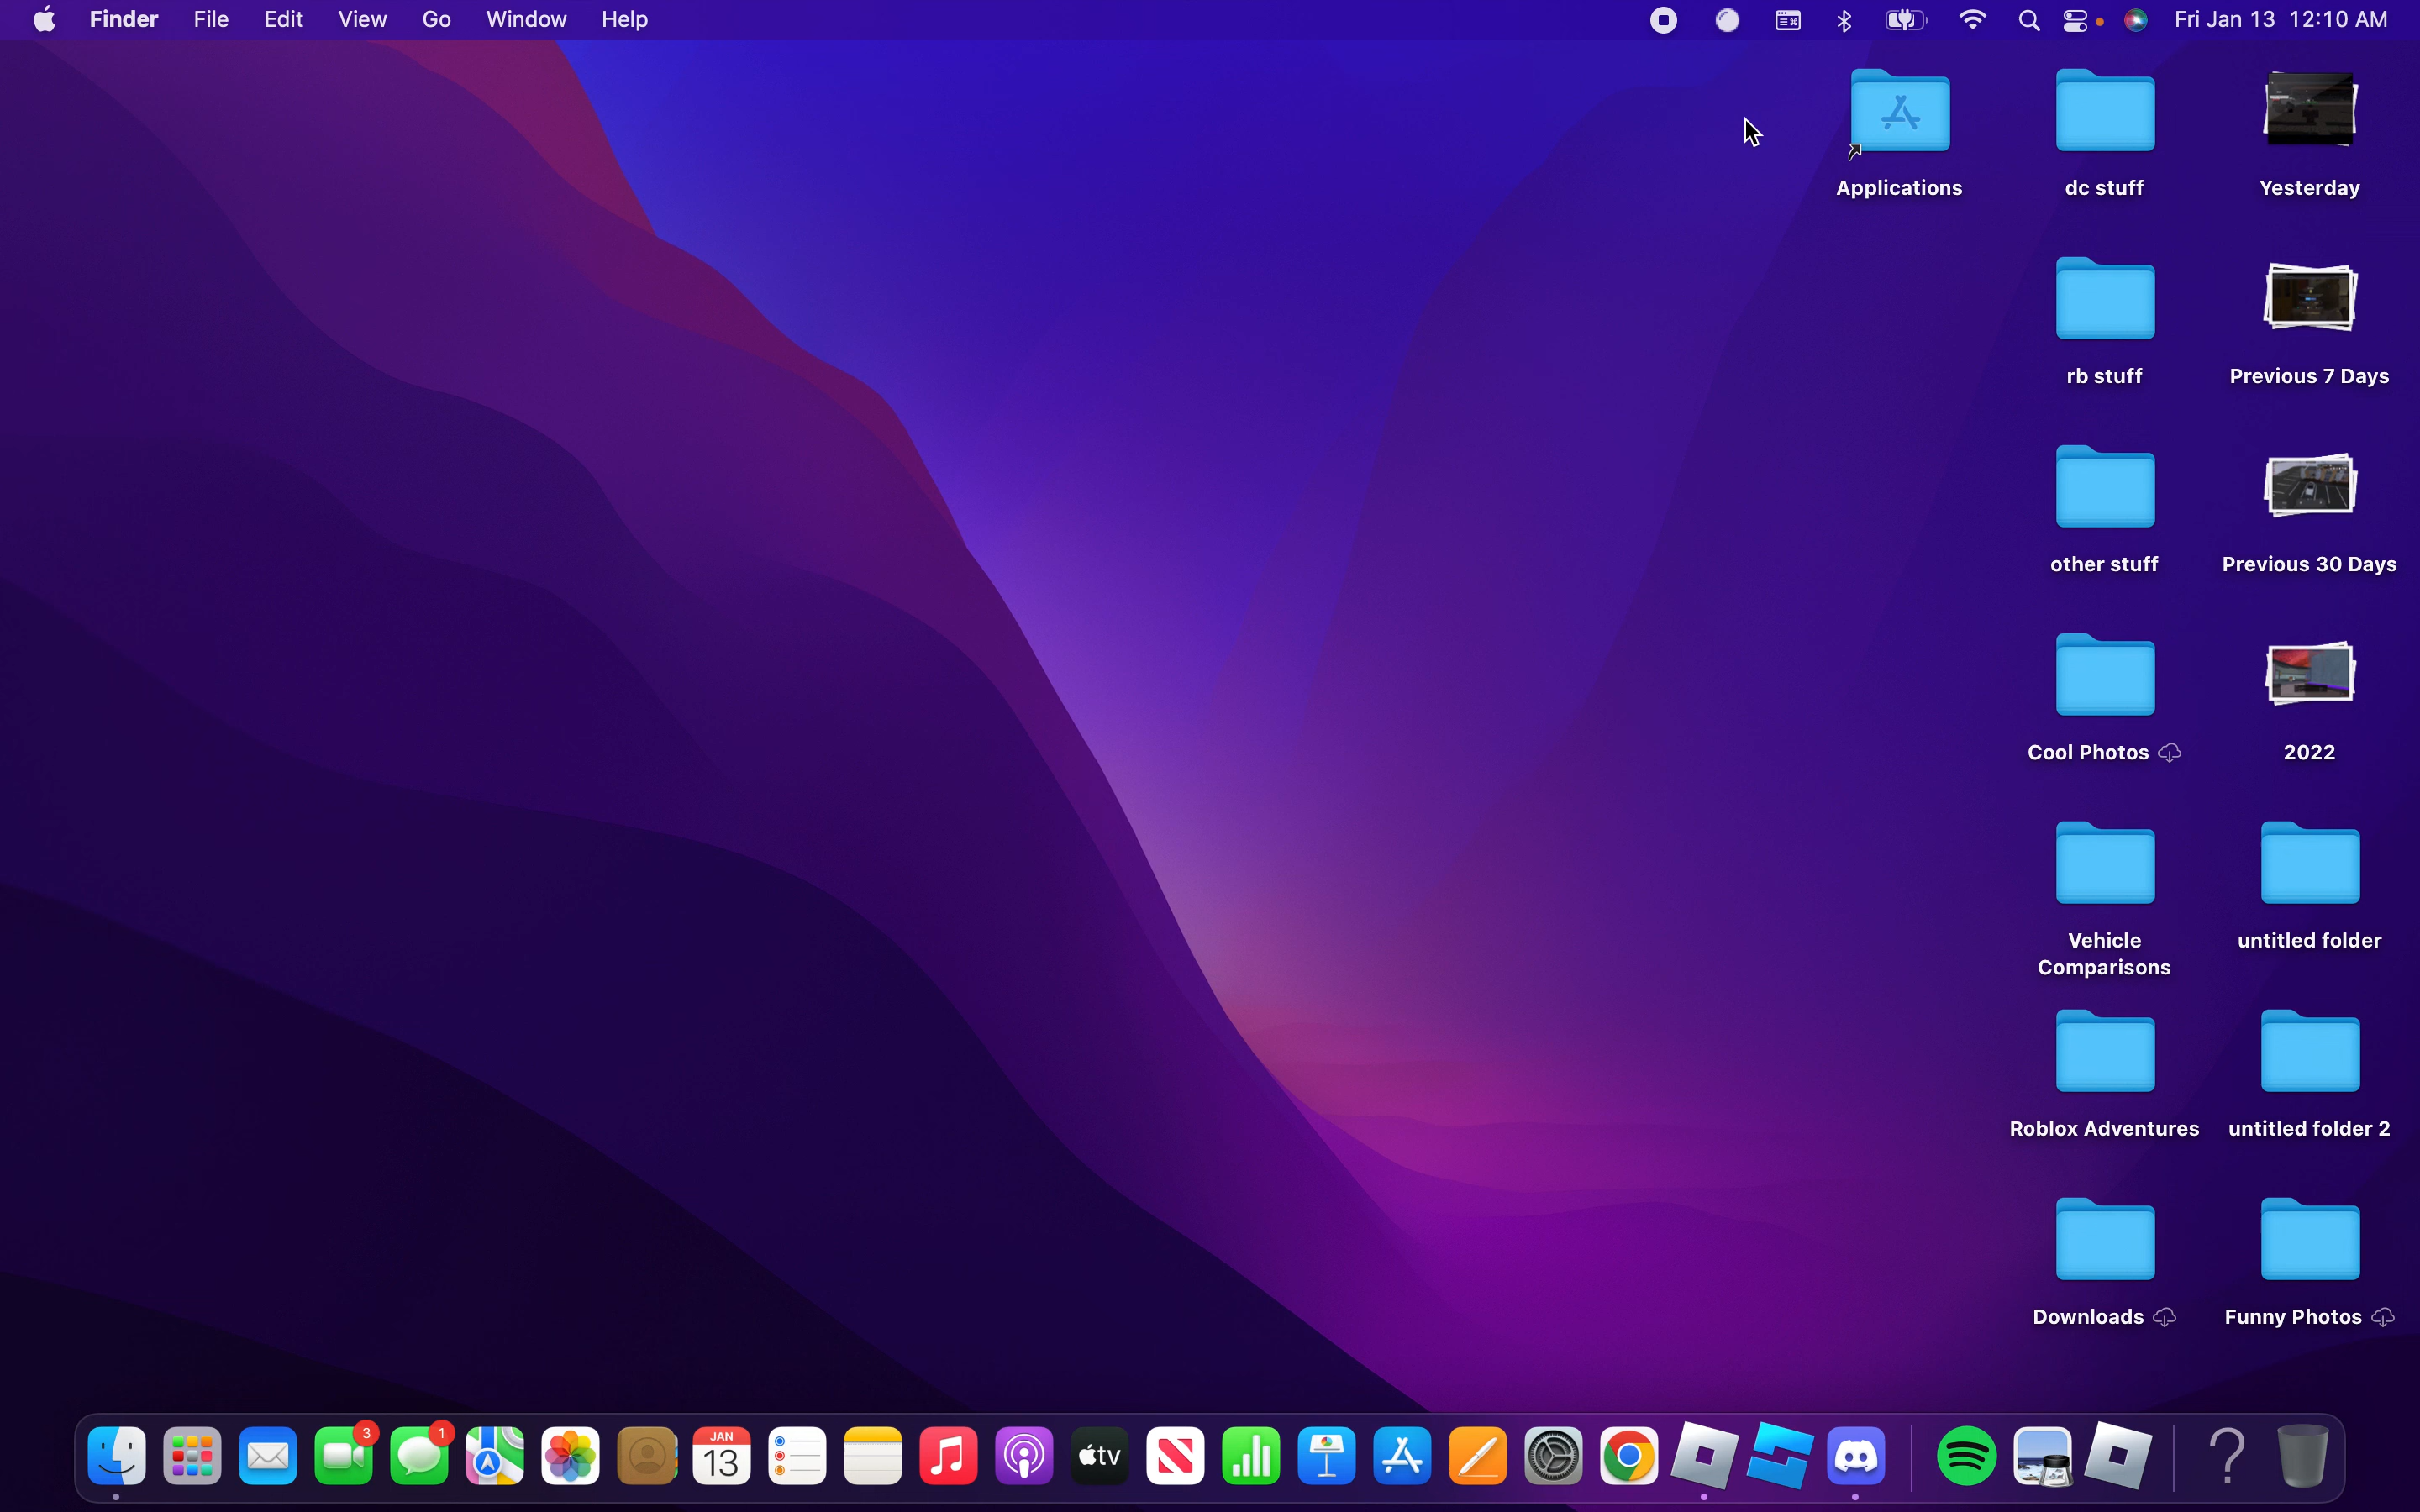 Finder File Edit View Go Window Help Fri Jan 13 12:10 AM
Applications
dc stuff
Yesterday
rb stuff
Previous 7 Days
other stuff
Previous 30 Days
Cool Photos
2022
Vehicle
Comparisons
untitled folder
Roblox Adventures
untitled folder 2
Downloads
Funny Photos
3
1
JAN
13
tv
?